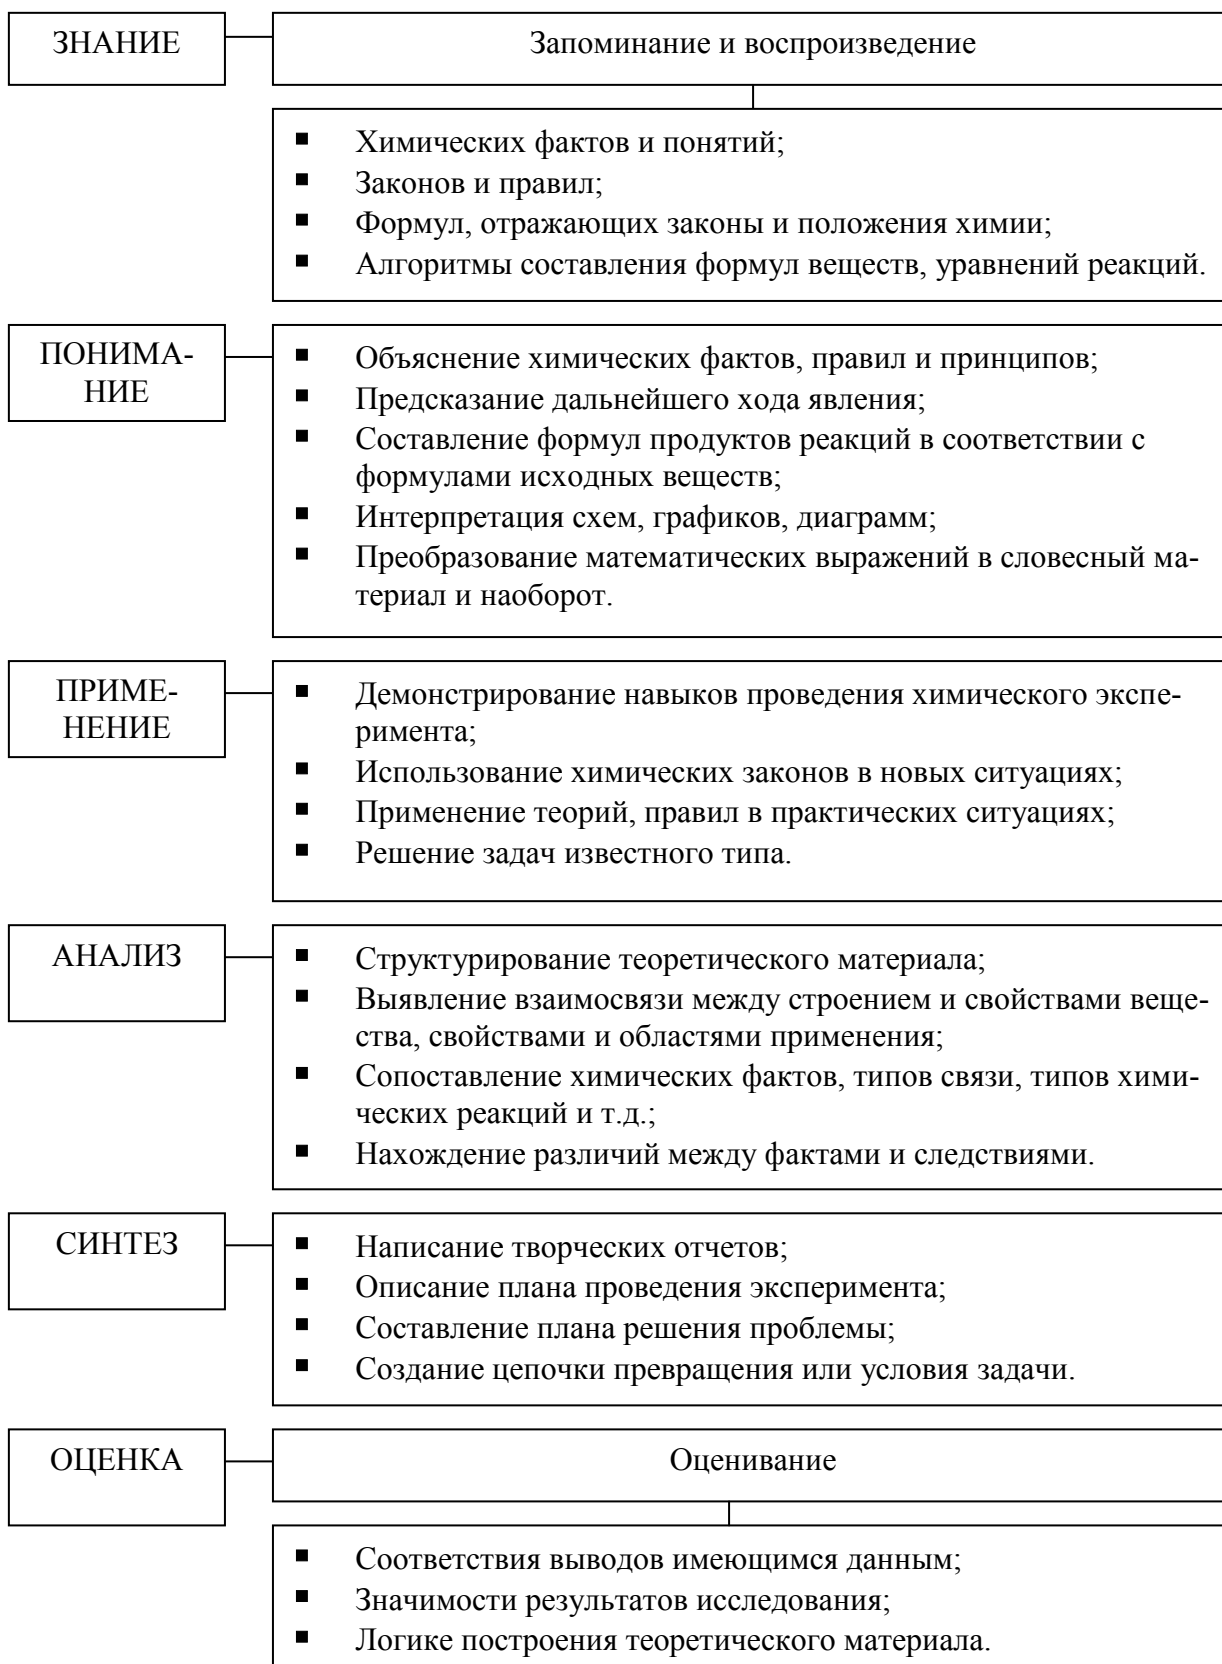 ЗНАНИЕ
Запоминание и воспроизведение
▪ Химических фактов и понятий;
▪ Законов и правил;
▪ Формул, отражающих законы и положения химии;
▪ Алгоритмы составления формул веществ, уравнений реакций.
ПОНИМА-
НИЕ
▪ Объяснение химических фактов, правил и принципов;
▪ Предсказание дальнейшего хода явления;
▪ Составление формул продуктов реакций в соответствии с
формулами исходных веществ;
▪ Интерпретация схем, графиков, диаграмм;
▪ Преобразование математических выражений в словесный ма-
териал и наоборот.
ПРИМЕ-
НЕНИЕ
▪ Демонстрирование навыков проведения химического экспе-
римента;
▪ Использование химических законов в новых ситуациях;
▪ Применение теорий, правил в практических ситуациях;
▪ Решение задач известного типа.
АНАЛИЗ
▪ Структурирование теоретического материала;
▪ Выявление взаимосвязи между строением и свойствами веще-
ства, свойствами и областями применения;
▪ Сопоставление химических фактов, типов связи, типов хими-
ческих реакций и т.д.;
▪ Нахождение различий между фактами и следствиями.
СИНТЕЗ
▪ Написание творческих отчетов;
▪ Описание плана проведения эксперимента;
▪ Составление плана решения проблемы;
▪ Создание цепочки превращения или условия задачи.
ОЦЕНКА
Оценивание
▪ Соответствия выводов имеющимся данным;
▪ Значимости результатов исследования;
▪ Логике построения теоретического материала.